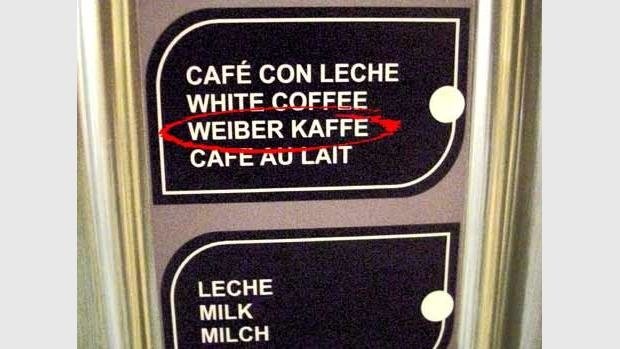 CAFÉ CON LECHE
WHITE COFFEE
WEIBER KAFFE
CAFE AU LAIT
LECHE
MILK
MILCH